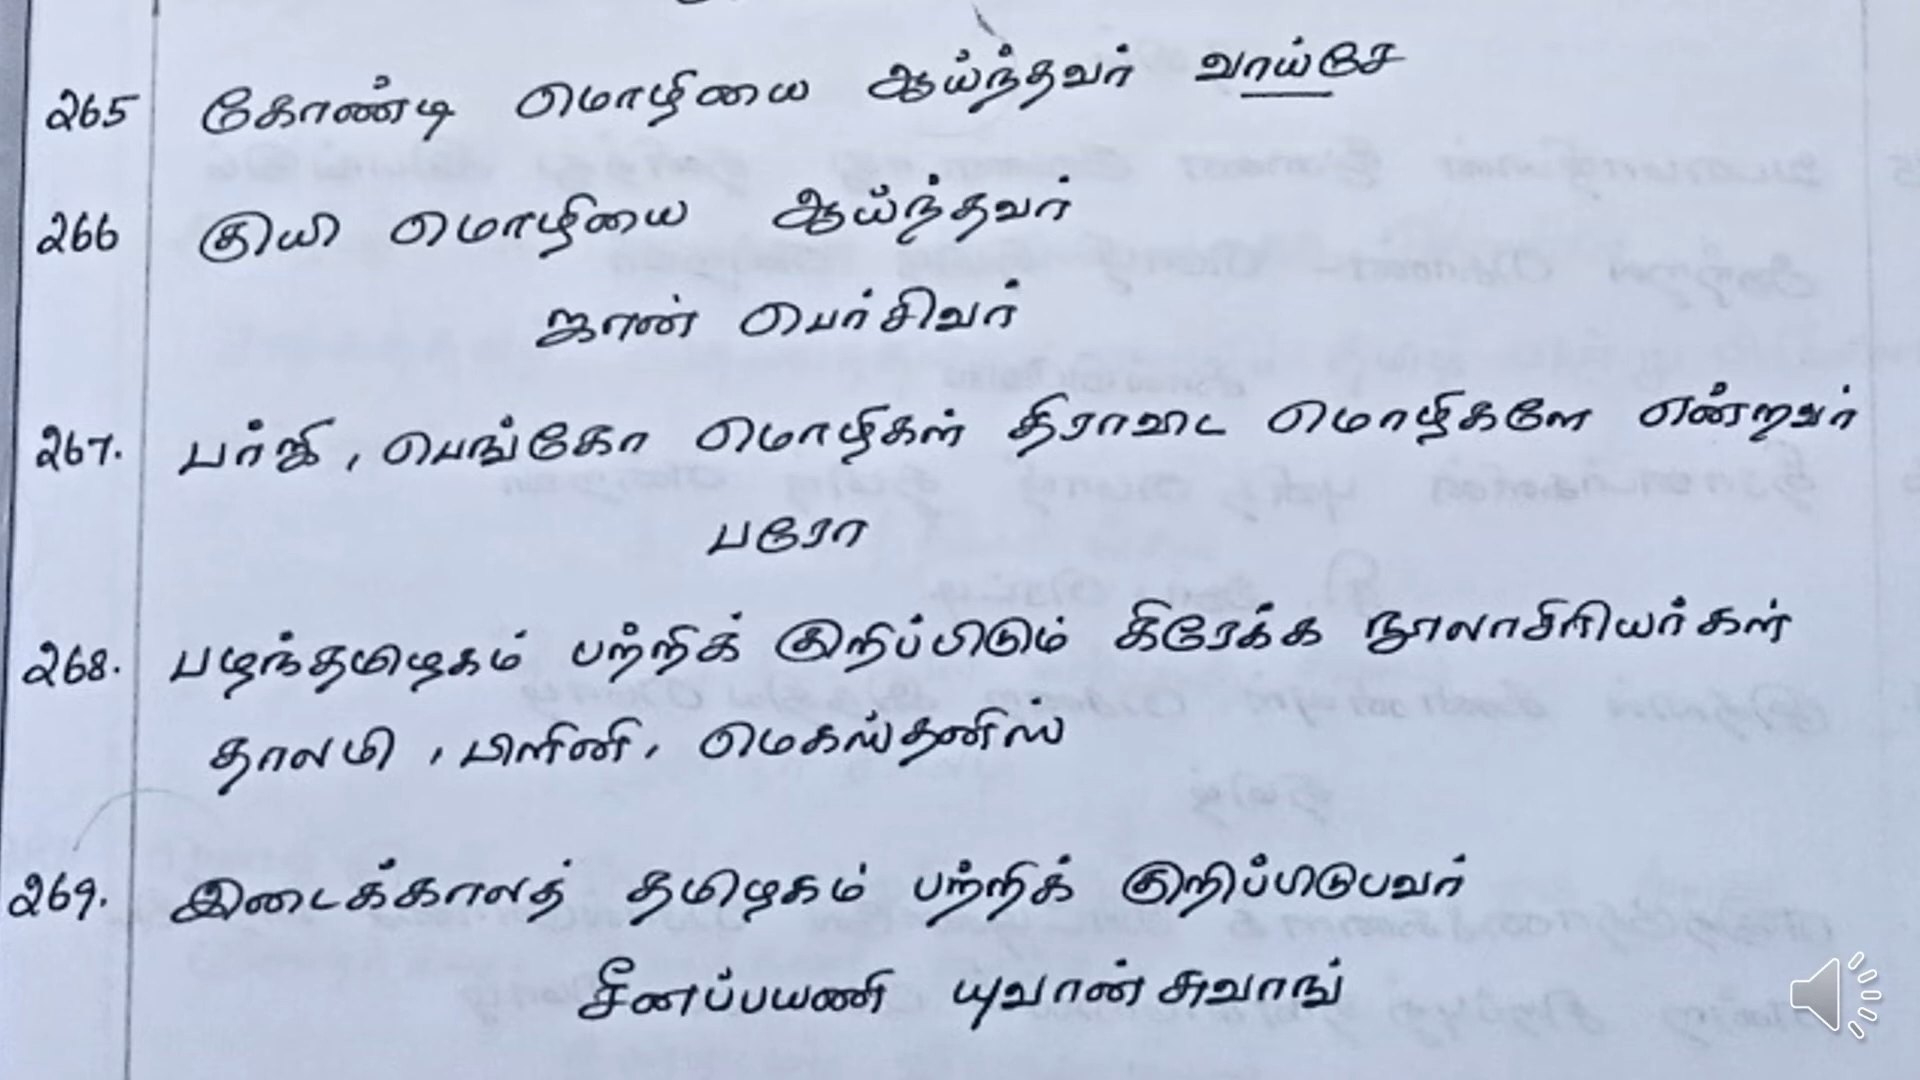 265 கோண்டி மொழியை ஆய்ந்தவர் வாய்சே
266 குயி மொழியை ஆய்ந்தவர்
ஜான் பெர்சிவர்
267. பர்ஜி, பெங்கோ மொழிகள் திராவிட மொழிகளே என்றவர்
பரோ
268. பழந்தமிழகம் பற்றிக் குறிப்பிடும் கிரேக்க நூலாசிரியர்கள்
தாலமி, பிளினி, மெகஸ்தனிஸ்
269. இடைக்காலத் தமிழகம் பற்றிக் குறிப்பிடுபவர்
சீனப்பயணி யுவான் சுவாங்